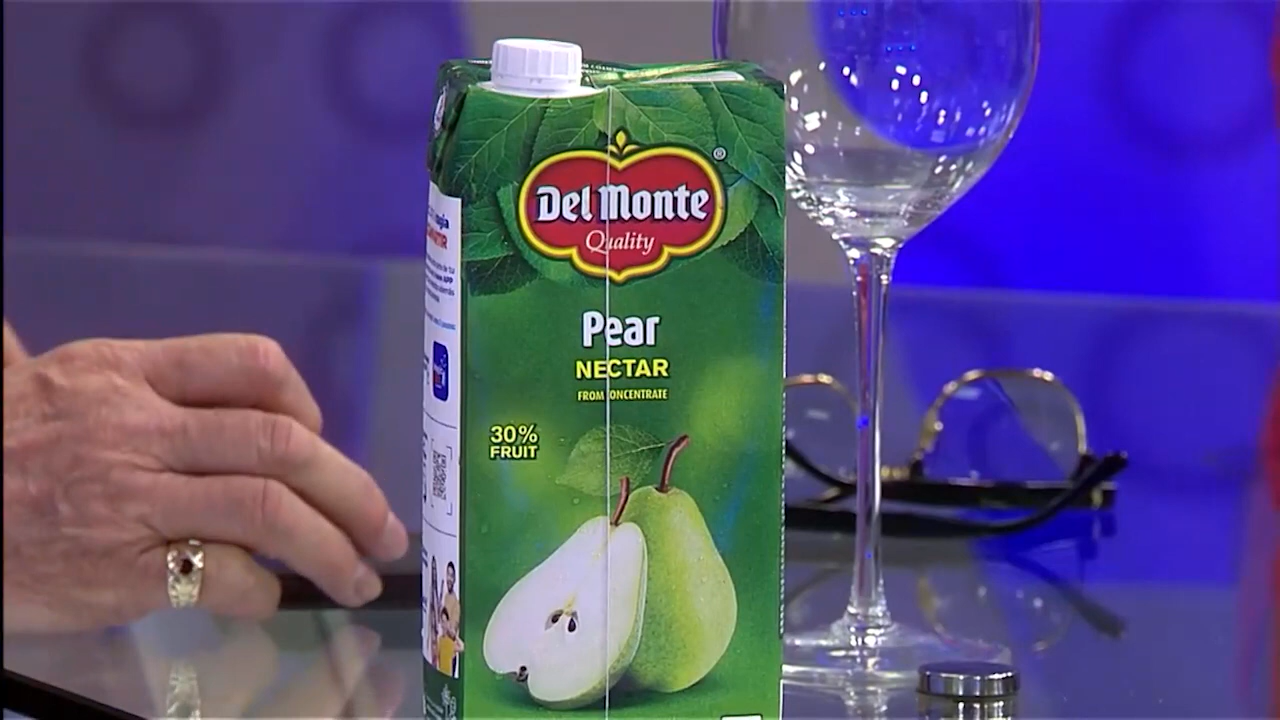 Del Monte
®
Quality
Pear
NECTAR
FROM CONCENTRATE
30%
FRUIT